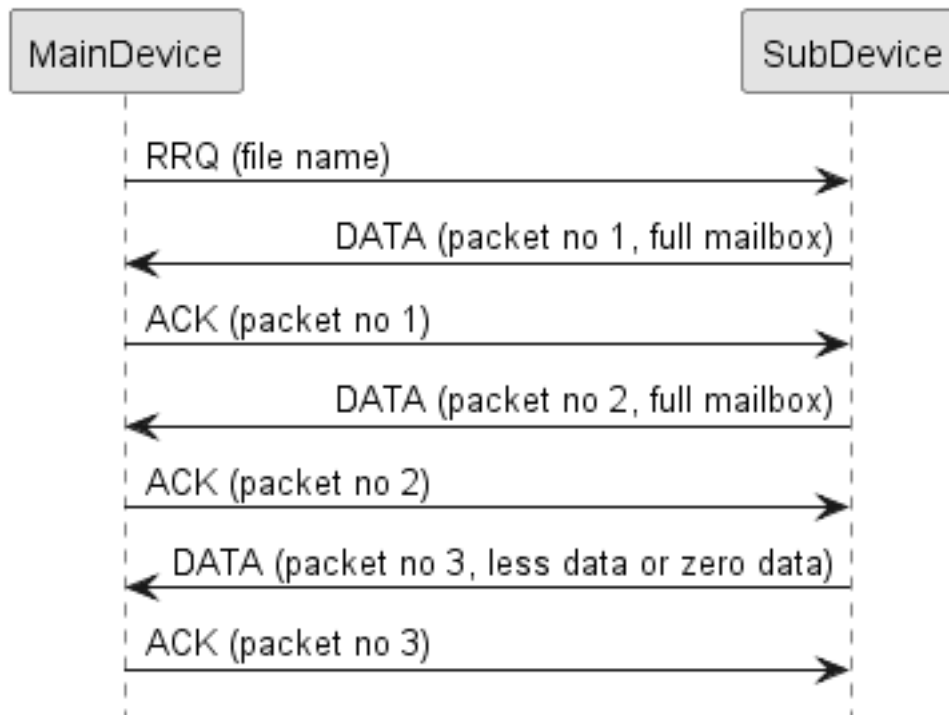 MainDevice
SubDevice
RRQ (file name)
DATA (packet no 1, full mailbox)
ACK (packet no 1)
DATA (packet no 2, full mailbox)
ACK (packet no 2)
DATA (packet no 3, less data or zero data)
ACK (packet no 3)